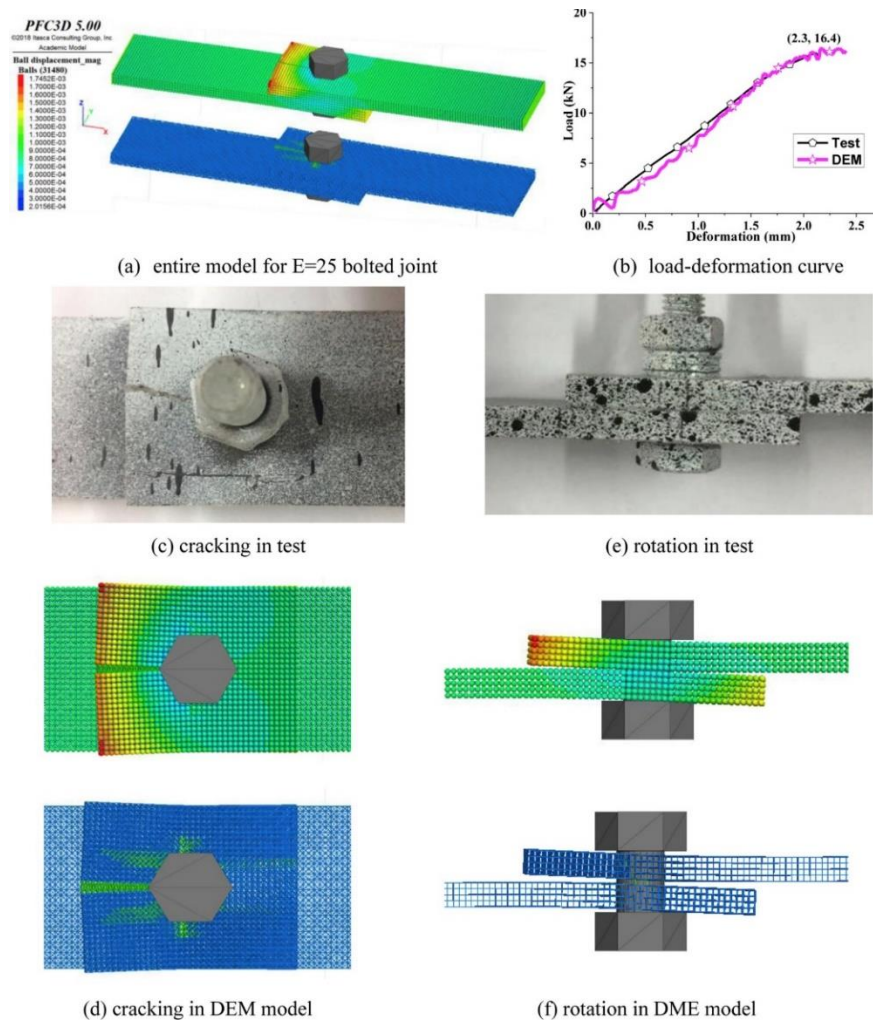 PFC3D 5.00
©2018 Itasca Consulting Group, Inc
Academic Model
Ball displacement_mag
Balls (31480)
1.7452E-03
1.7000E-03
1.6000E-03
1.5000E-03
1.4000E-03
1.3000E-03
1.2000E-03
1.1000E-03
1.0000E-03
9.0000E-04
8.0000E-04
7.0000E-04
6.0000E-04
5.0000E-04
4.0000E-04
3.0000E-04
2.0156E-04
Z
Y
X
(2.3, 16.4)
20
15
10
5
0
Load (kN)
Test
DEM
0.0 0.5 1.0 1.5 2.0 2.5
Deformation (mm)
(a) entire model for E=25 bolted joint
(b) load-deformation curve
(c) cracking in test
(e) rotation in test
(d) cracking in DEM model
(f) rotation in DME model